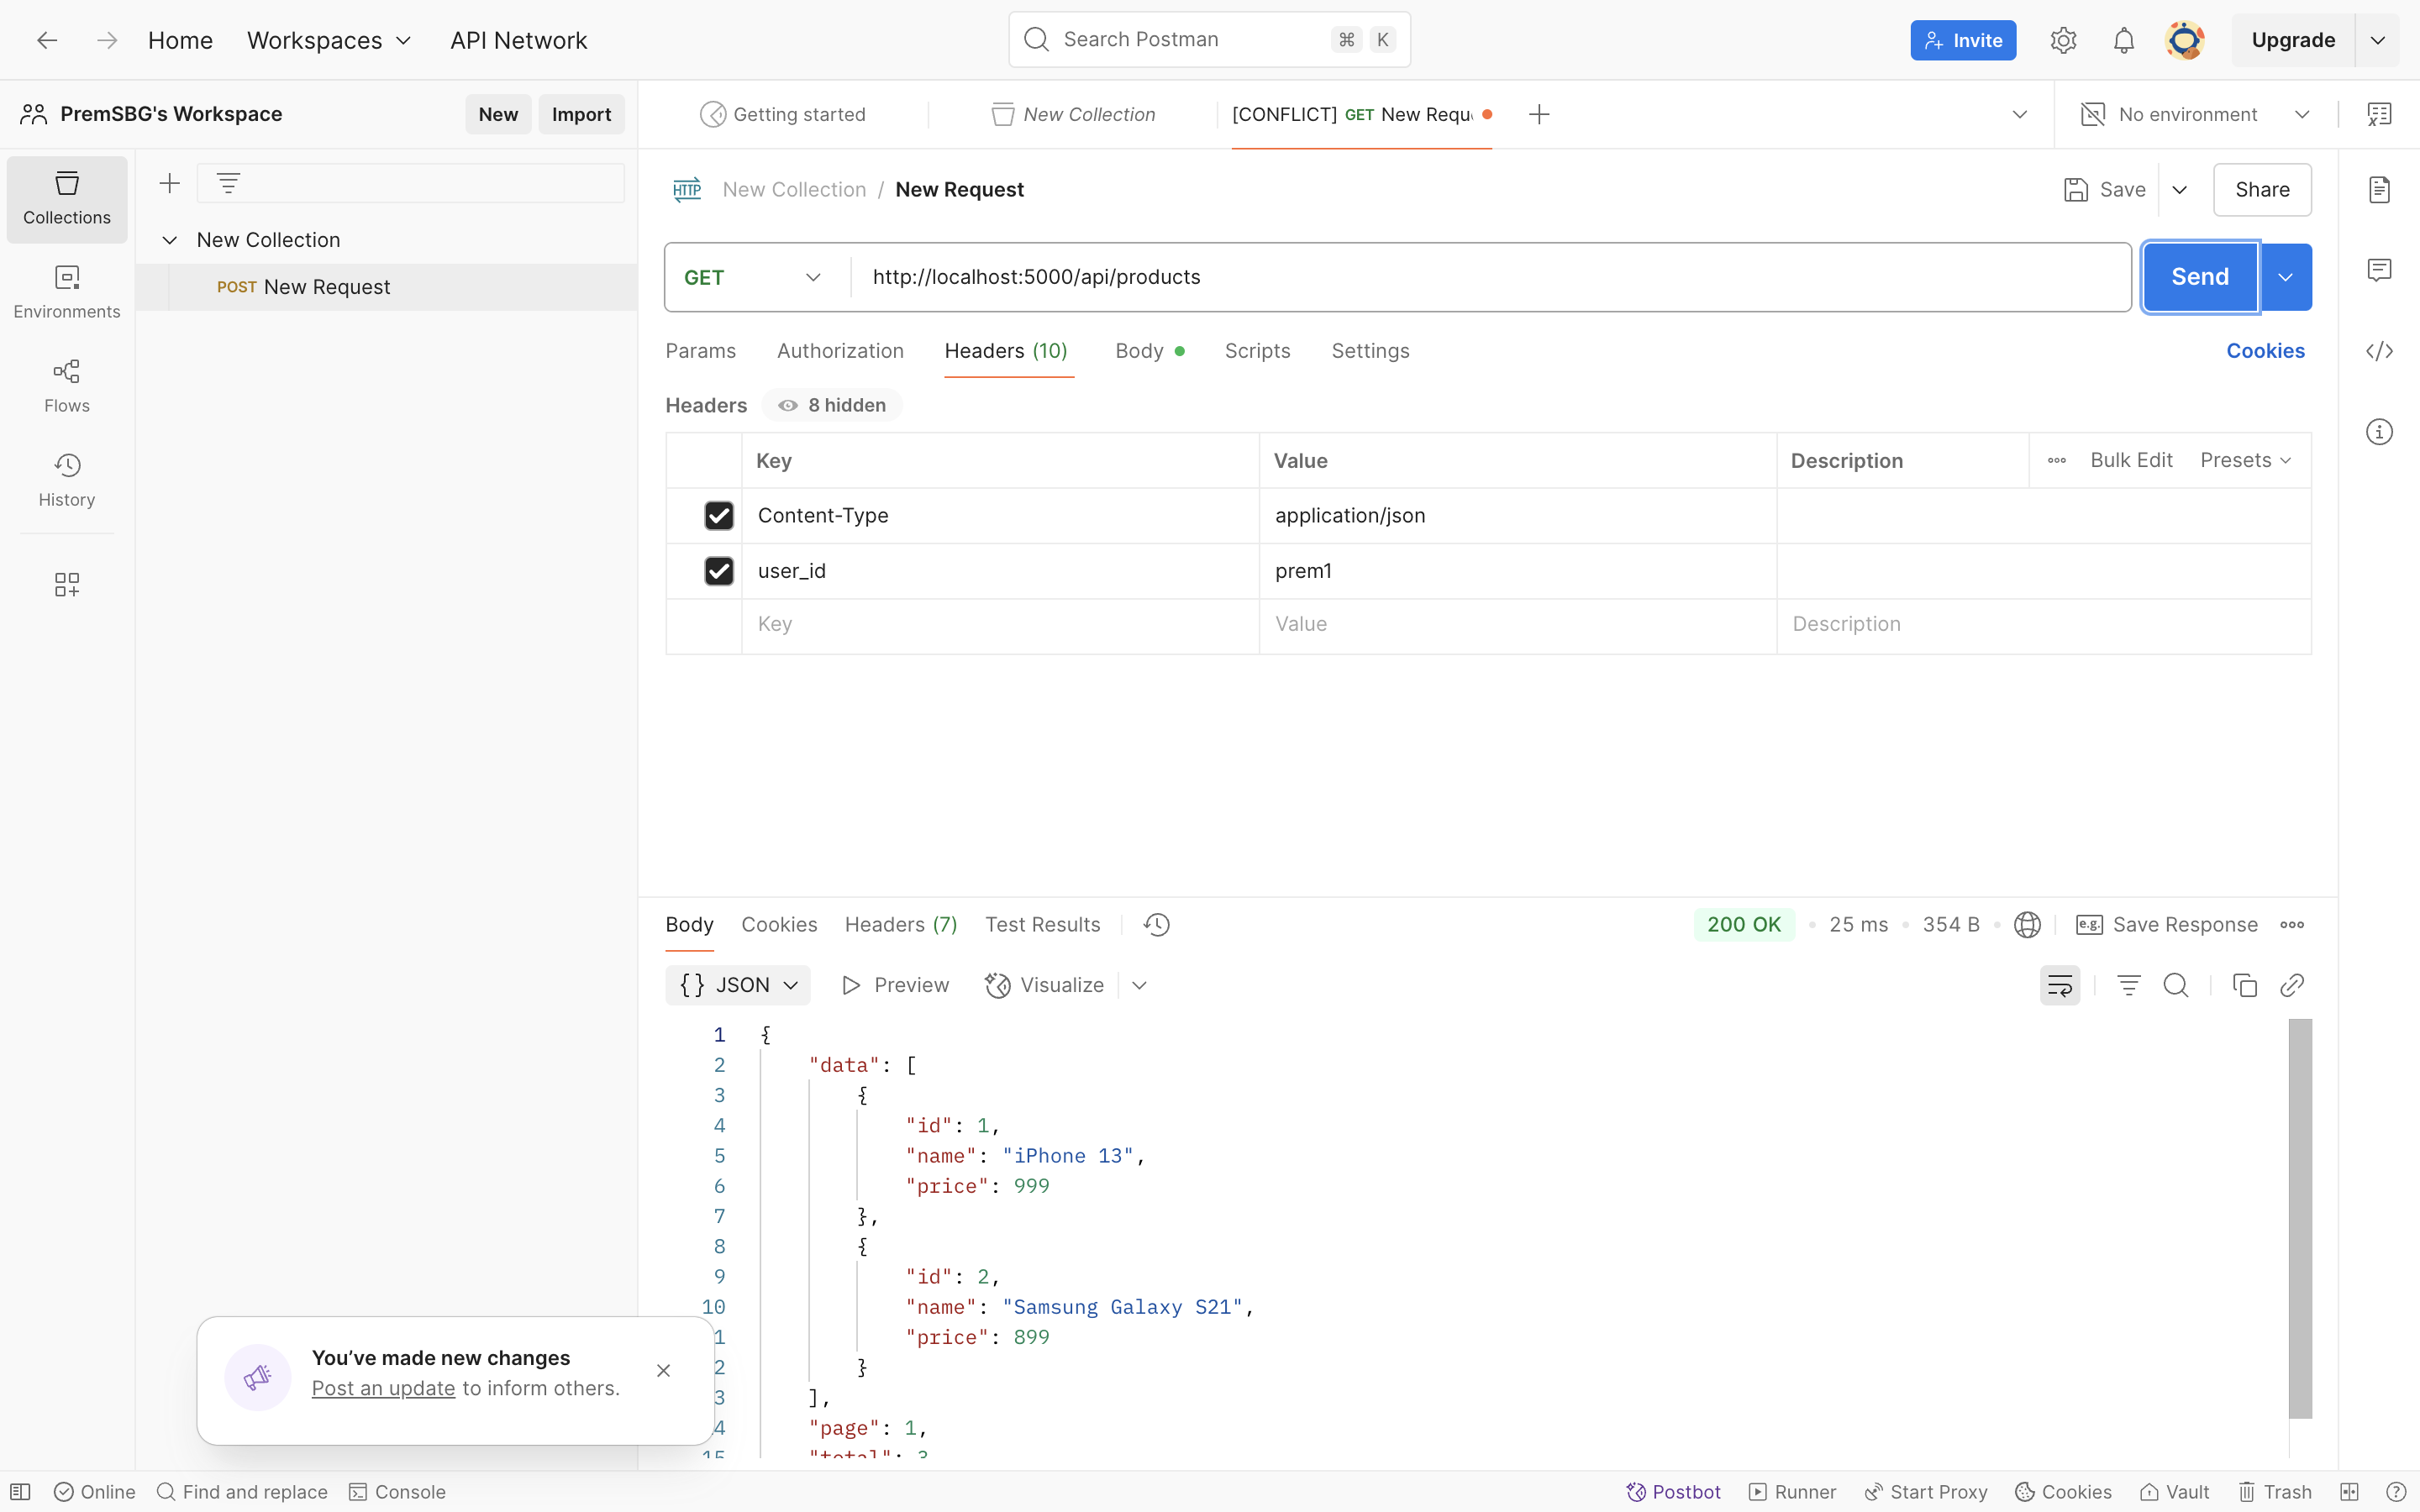 Home Workspaces API Network Search Postman ⌘ K Invite Upgrade
PremSBG's Workspace New Import Getting started New Collection [CONFLICT] GET New Requ No environment
Collections
Environments
Flows
History
New Collection
POST New Request
HTTP New Collection / New Request Save Share
GET http://localhost:5000/api/products Send
Params Authorization Headers (10) Body Scripts Settings Cookies
Headers 8 hidden
Key Value Description Bulk Edit Presets
Content-Type application/json
user_id prem1
Key Value Description
Body Cookies Headers (7) Test Results 200 OK • 25 ms • 354 B • e.g. Save Response
{} JSON Preview Visualize
1 {
2 "data": [
3 {
4 "id": 1,
5 "name": "iPhone 13",
6 "price": 999
7 },
8 {
9 "id": 2,
10 "name": "Samsung Galaxy S21",
1 "price": 899
2 }
3 ],
4 "page": 1,
15 "total": 3
You’ve made new changes
Post an update to inform others.
Online Find and replace Console Postbot Runner Start Proxy Cookies Vault Trash